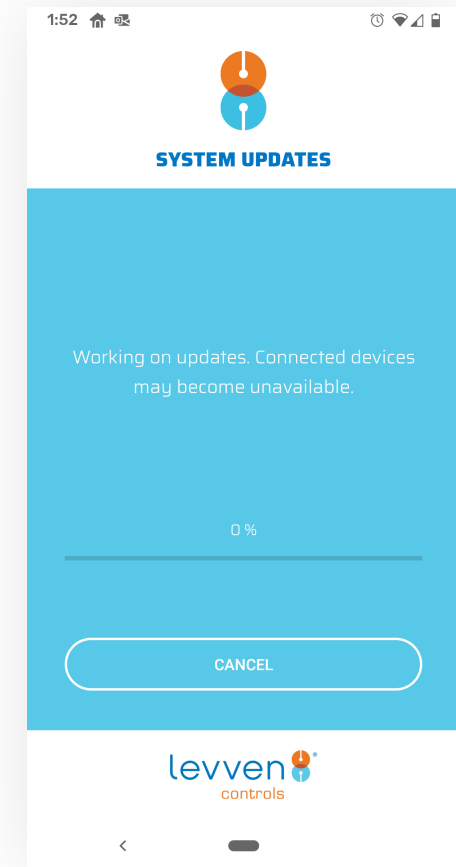 1:52
SYSTEM UPDATES
Working on updates. Connected devices
may become unavailable.
0 %
CANCEL
levven
controls